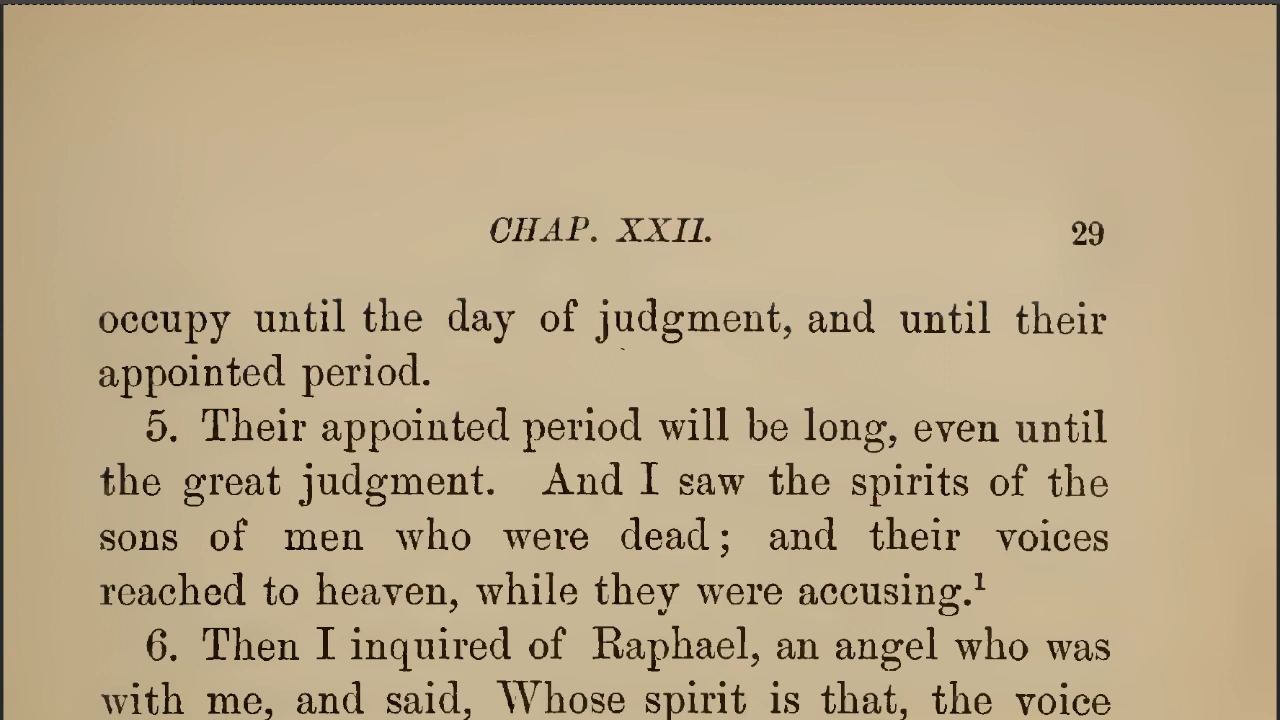 CHAP. XXII. 29
occupy until the day of judgment, and until their
appointed period.
5. Their appointed period will be long, even until
the great judgment. And I saw the spirits of the
sons of men who were dead; and their voices
reached to heaven, while they were accusing.¹
6. Then I inquired of Raphael, an angel who was
with me, and said, Whose spirit is that, the voice